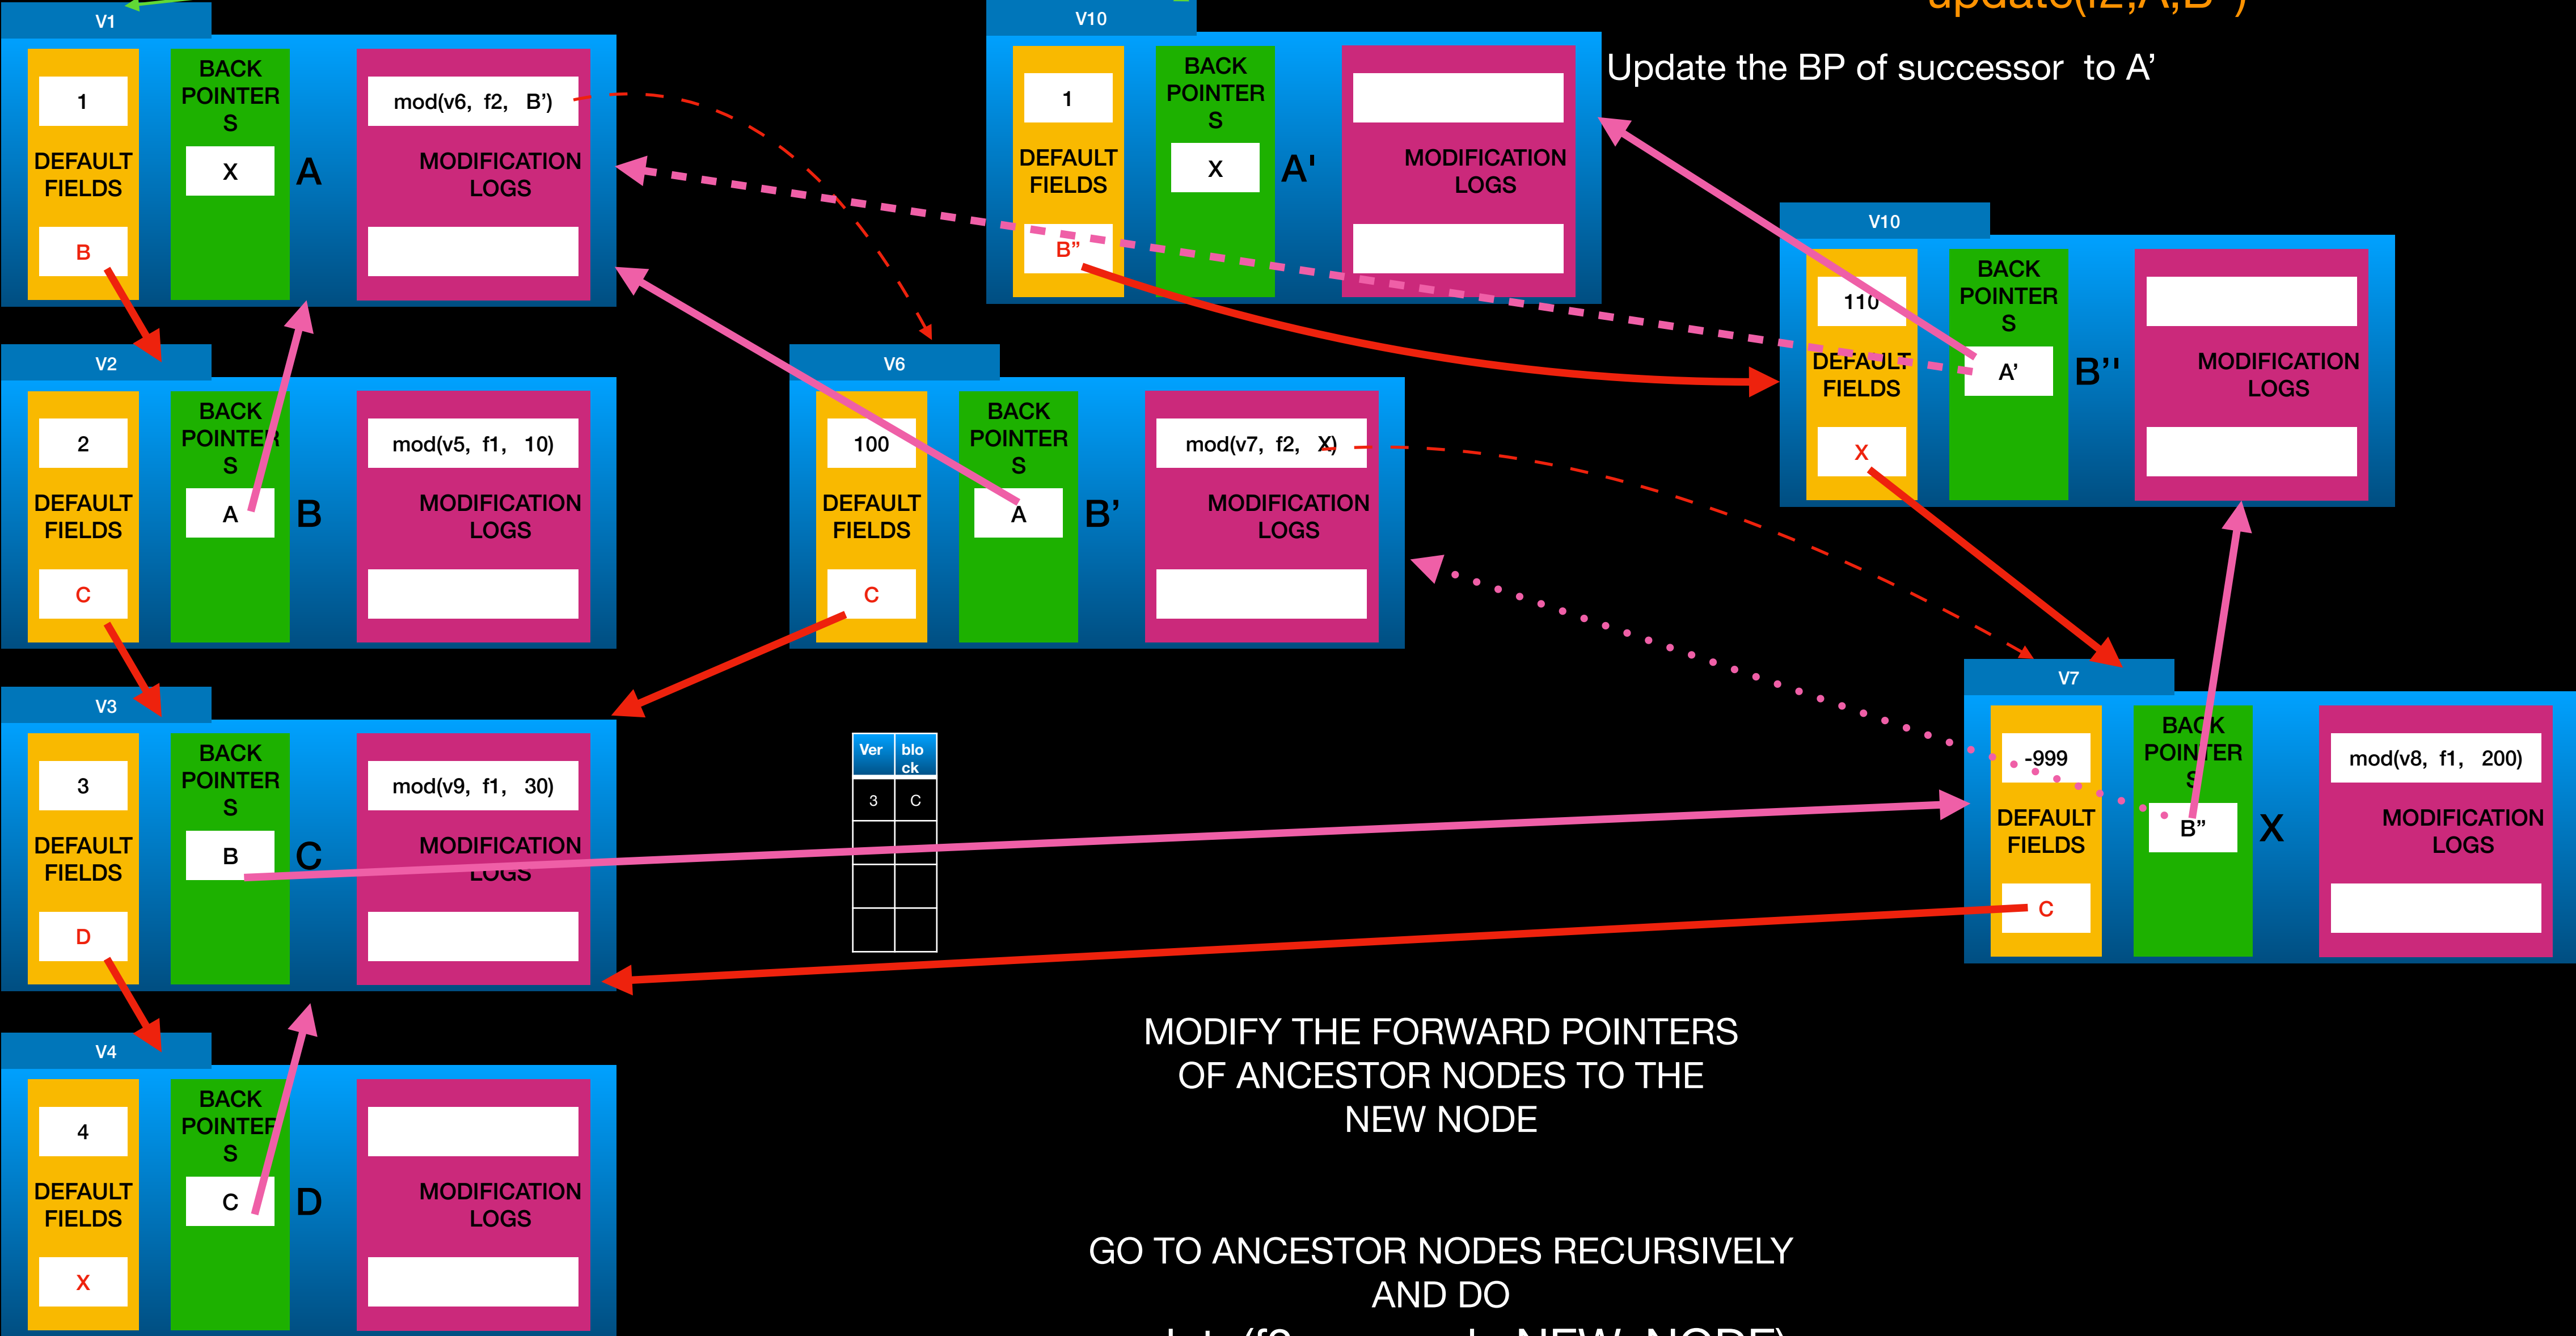 update(f2,A,B'')
Update the BP of successor to A’
V1
1
DEFAULT
FIELDS
B
BACK
POINTER
S
X
A
mod(v6, f2, B’)
MODIFICATION
LOGS
V10
1
DEFAULT
FIELDS
B”
BACK
POINTER
S
X
A'
MODIFICATION
LOGS
V10
110
DEFAULT
FIELDS
X
BACK
POINTER
S
A’
B''
MODIFICATION
LOGS
V2
2
DEFAULT
FIELDS
C
BACK
POINTER
S
A
B
mod(v5, f1, 10)
MODIFICATION
LOGS
V6
100
DEFAULT
FIELDS
C
BACK
POINTER
S
A
B’
mod(v7, f2, X)
MODIFICATION
LOGS
V3
3
DEFAULT
FIELDS
D
BACK
POINTER
S
B
C
mod(v9, f1, 30)
MODIFICATION
LOGS
Ver blo
ck
3 C
V7
-999
DEFAULT
FIELDS
C
BACK
POINTER
S
B”
X
mod(v8, f1, 200)
MODIFICATION
LOGS
V4
4
DEFAULT
FIELDS
X
BACK
POINTER
S
C
D
MODIFICATION
LOGS
MODIFY THE FORWARD POINTERS
OF ANCESTOR NODES TO THE
NEW NODE
GO TO ANCESTOR NODES RECURSIVELY
AND DO